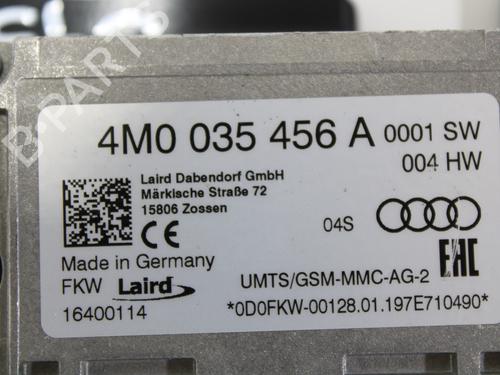 B-PARTS
4M0 035 456 A 0001 SW
004 HW
Laird Dabendorf GmbH
Märkische Straße 72
15806 Zossen
04S
CE
Made in Germany
FKW Laird
16400114
EAC
UMTS/GSM-MMC-AG-2
*0D0FKW-00128.01.197E710490*